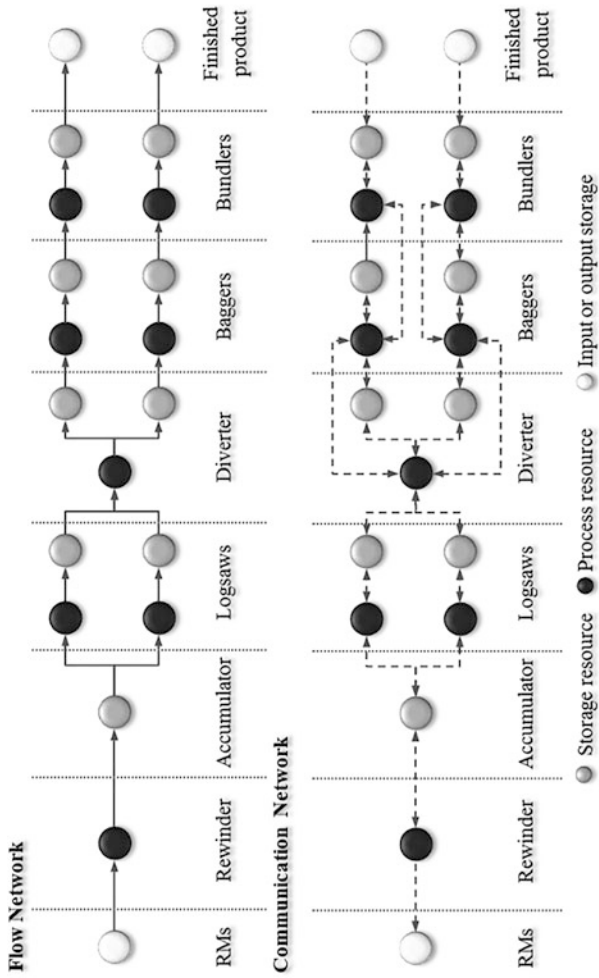 Flow Network
RMs
Rewinder
Accumulator
Logsaws
Diverter
Baggers
Bundlers
Finished
product
Communication Network
RMs
Rewinder
Accumulator
Logsaws
Diverter
Baggers
Bundlers
Finished
product
Storage resource
Process resource
Input or output storage